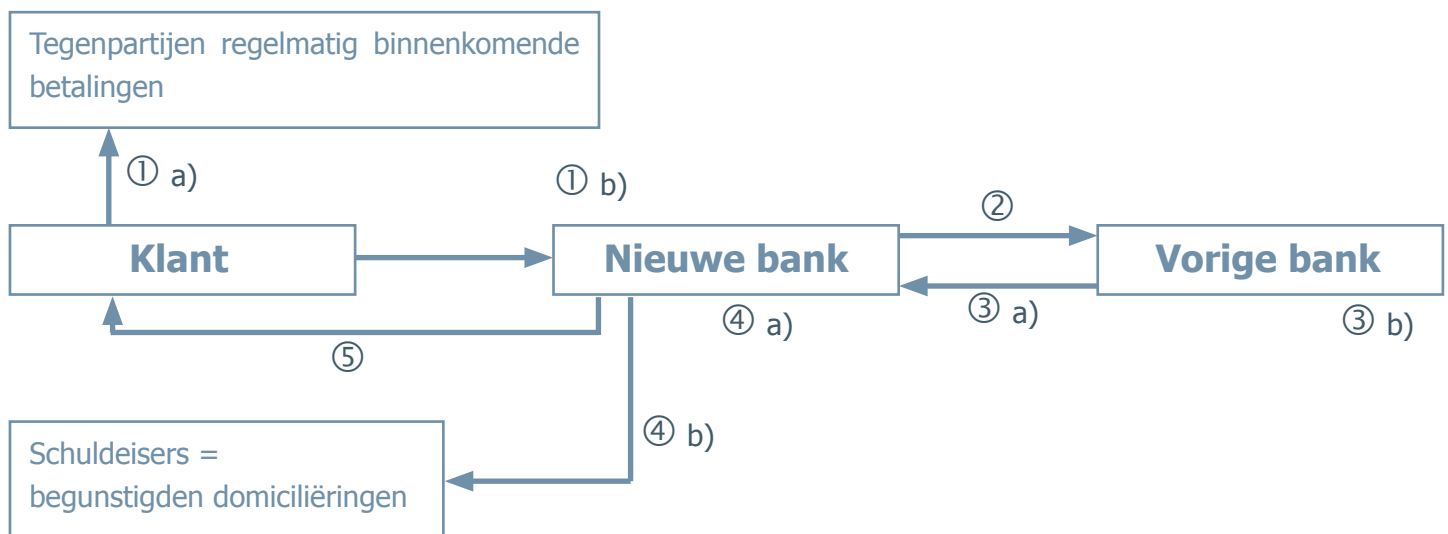 Tegenpartijen regelmatig binnenkomende
betalingen
① a)
① b)
②
Klant
Nieuwe bank
Vorige bank
③ a)
③ b)
④ a)
⑤
④ b)
Schuldeisers =
begunstigden domiciliëringen